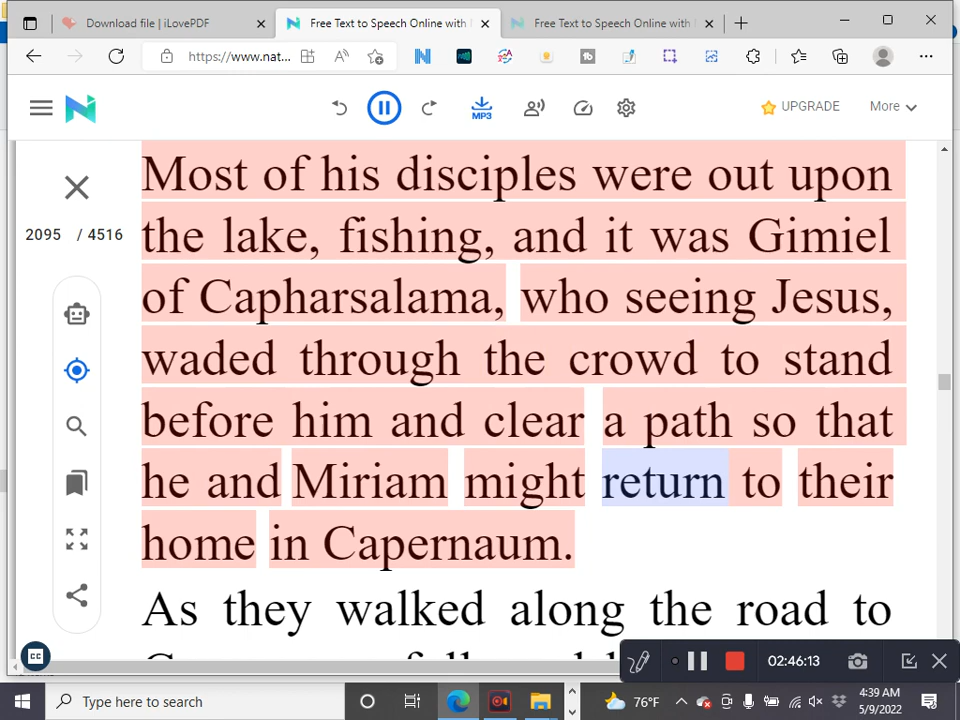 Download file | iLovePDF
Free Text to Speech Online with
Free Text to Speech Online with
https://www.nat...
UPGRADE
More
MP3
2095 / 4516
Most of his disciples were out upon
the lake, fishing, and it was Gimiel
of Capharsalama, who seeing Jesus,
waded through the crowd to stand
before him and clear a path so that
he and Miriam might return to their
home in Capernaum.
As they walked along the road to
CC
02:46:13
Type here to search
76°F
4:39 AM
5/9/2022